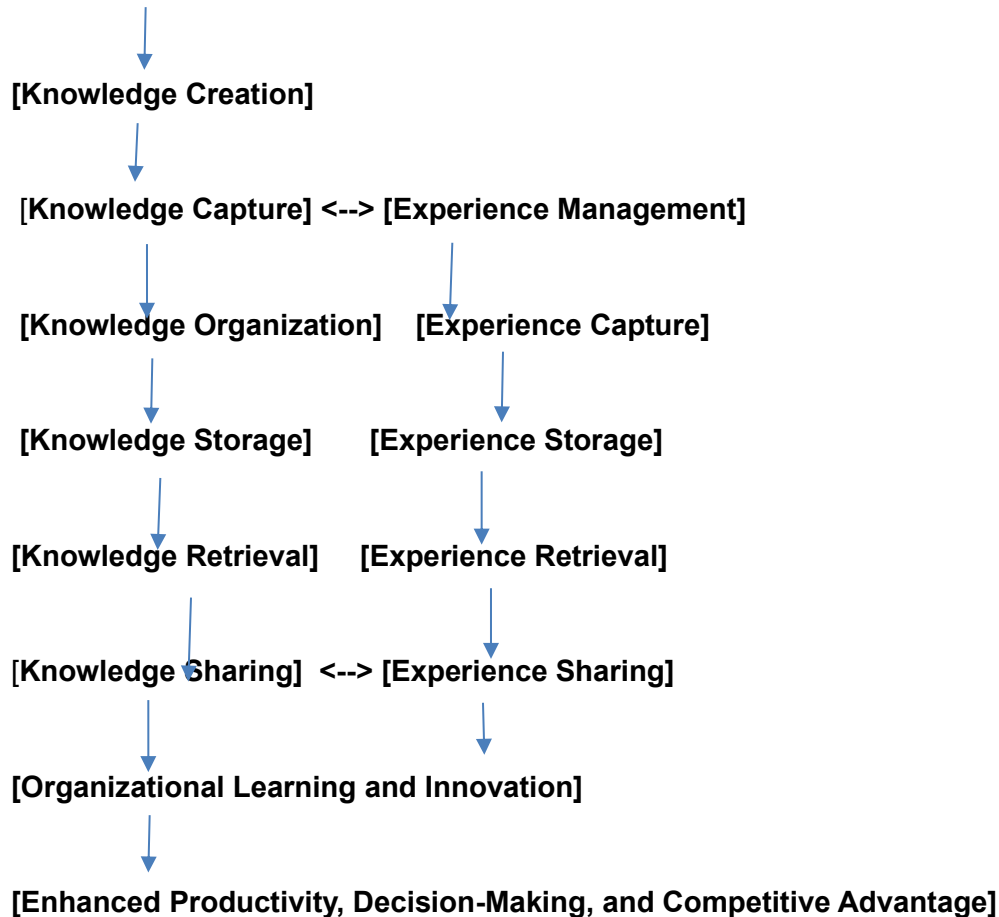 [Knowledge Creation]
[Knowledge Capture] <--> [Experience Management]
[Knowledge Organization] [Experience Capture]
[Knowledge Storage] [Experience Storage]
[Knowledge Retrieval] [Experience Retrieval]
[Knowledge Sharing] <--> [Experience Sharing]
[Organizational Learning and Innovation]
[Enhanced Productivity, Decision-Making, and Competitive Advantage]